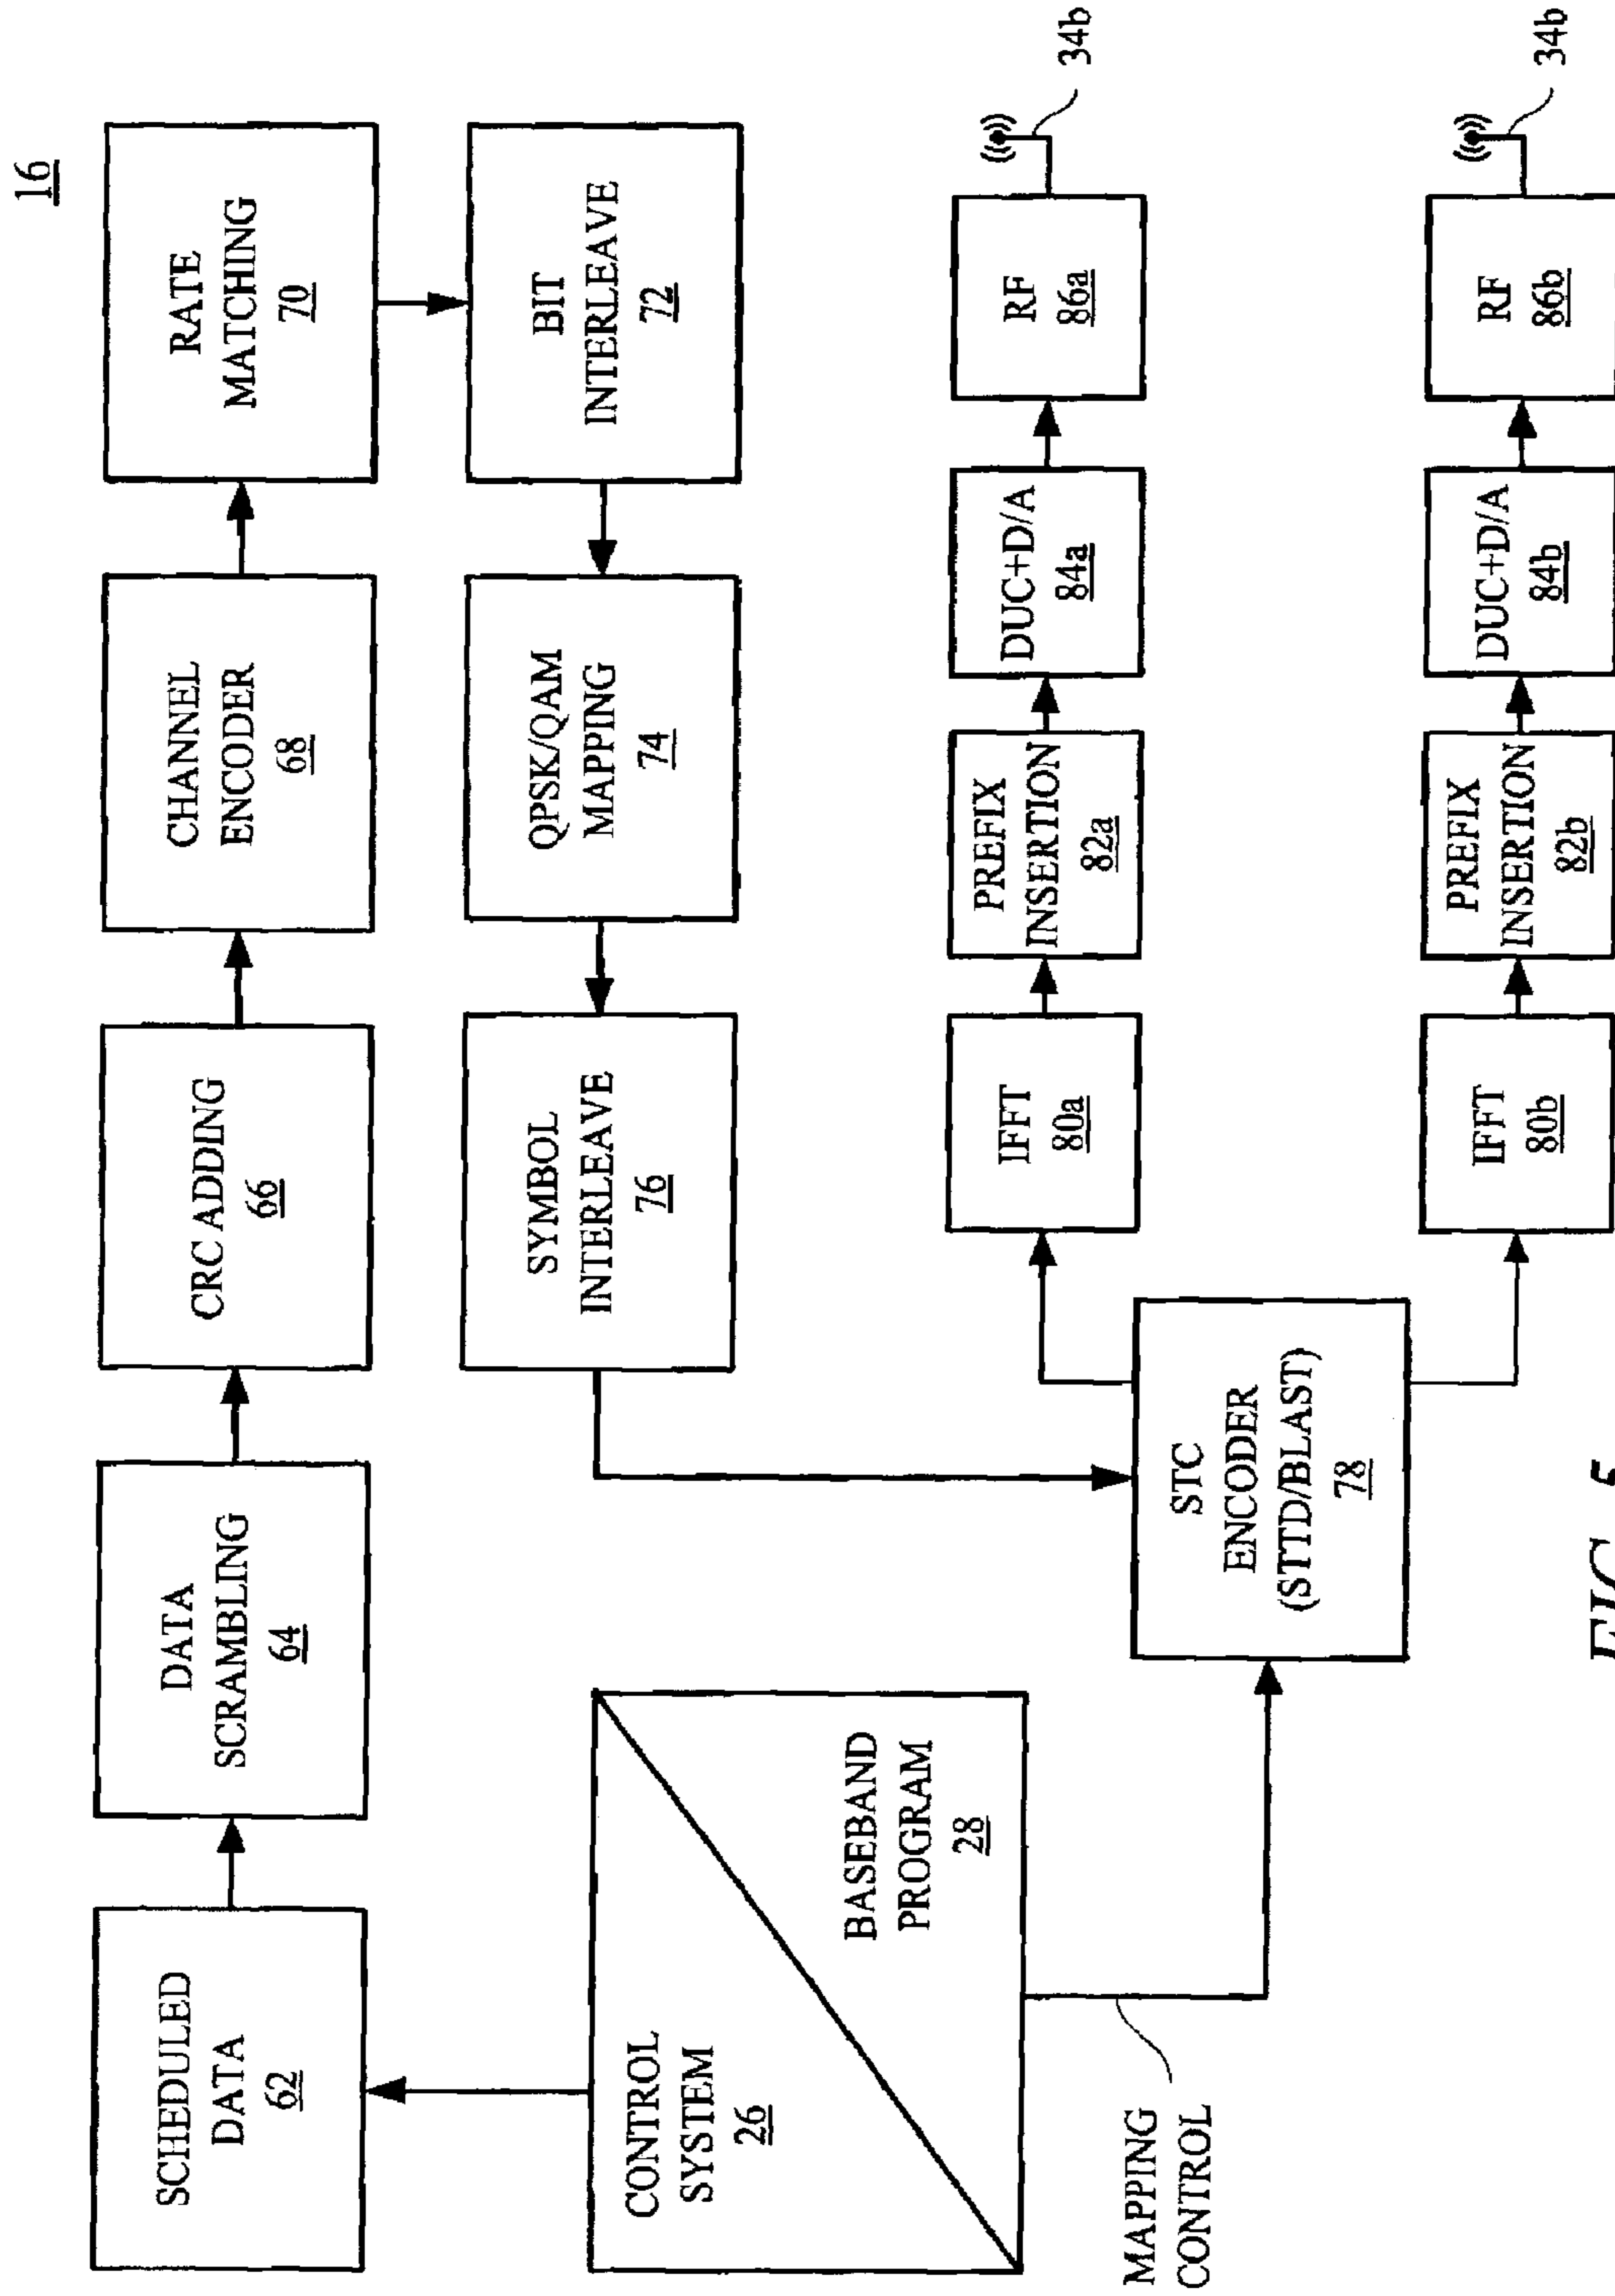 16
SCHEDULED
DATA
62
DATA
SCRAMBLING
64
CRC ADDING
66
CHANNEL
ENCODER
68
RATE
MATCHING
70
BIT
INTERLEAVE
72
QPSK/QAM
MAPPING
74
SYMBOL
INTERLEAVE
76
CONTROL
SYSTEM
26
BASEBAND
PROGRAM
28
MAPPING
CONTROL
STC
ENCODER
(STTD/BLAST)
78
IFFT
80a
PREFIX
INSERTION
82a
DUC+D/A
84a
RF
86a
34b
IFFT
80b
PREFIX
INSERTION
82b
DUC+D/A
84b
RF
86b
34b
FIG. 5